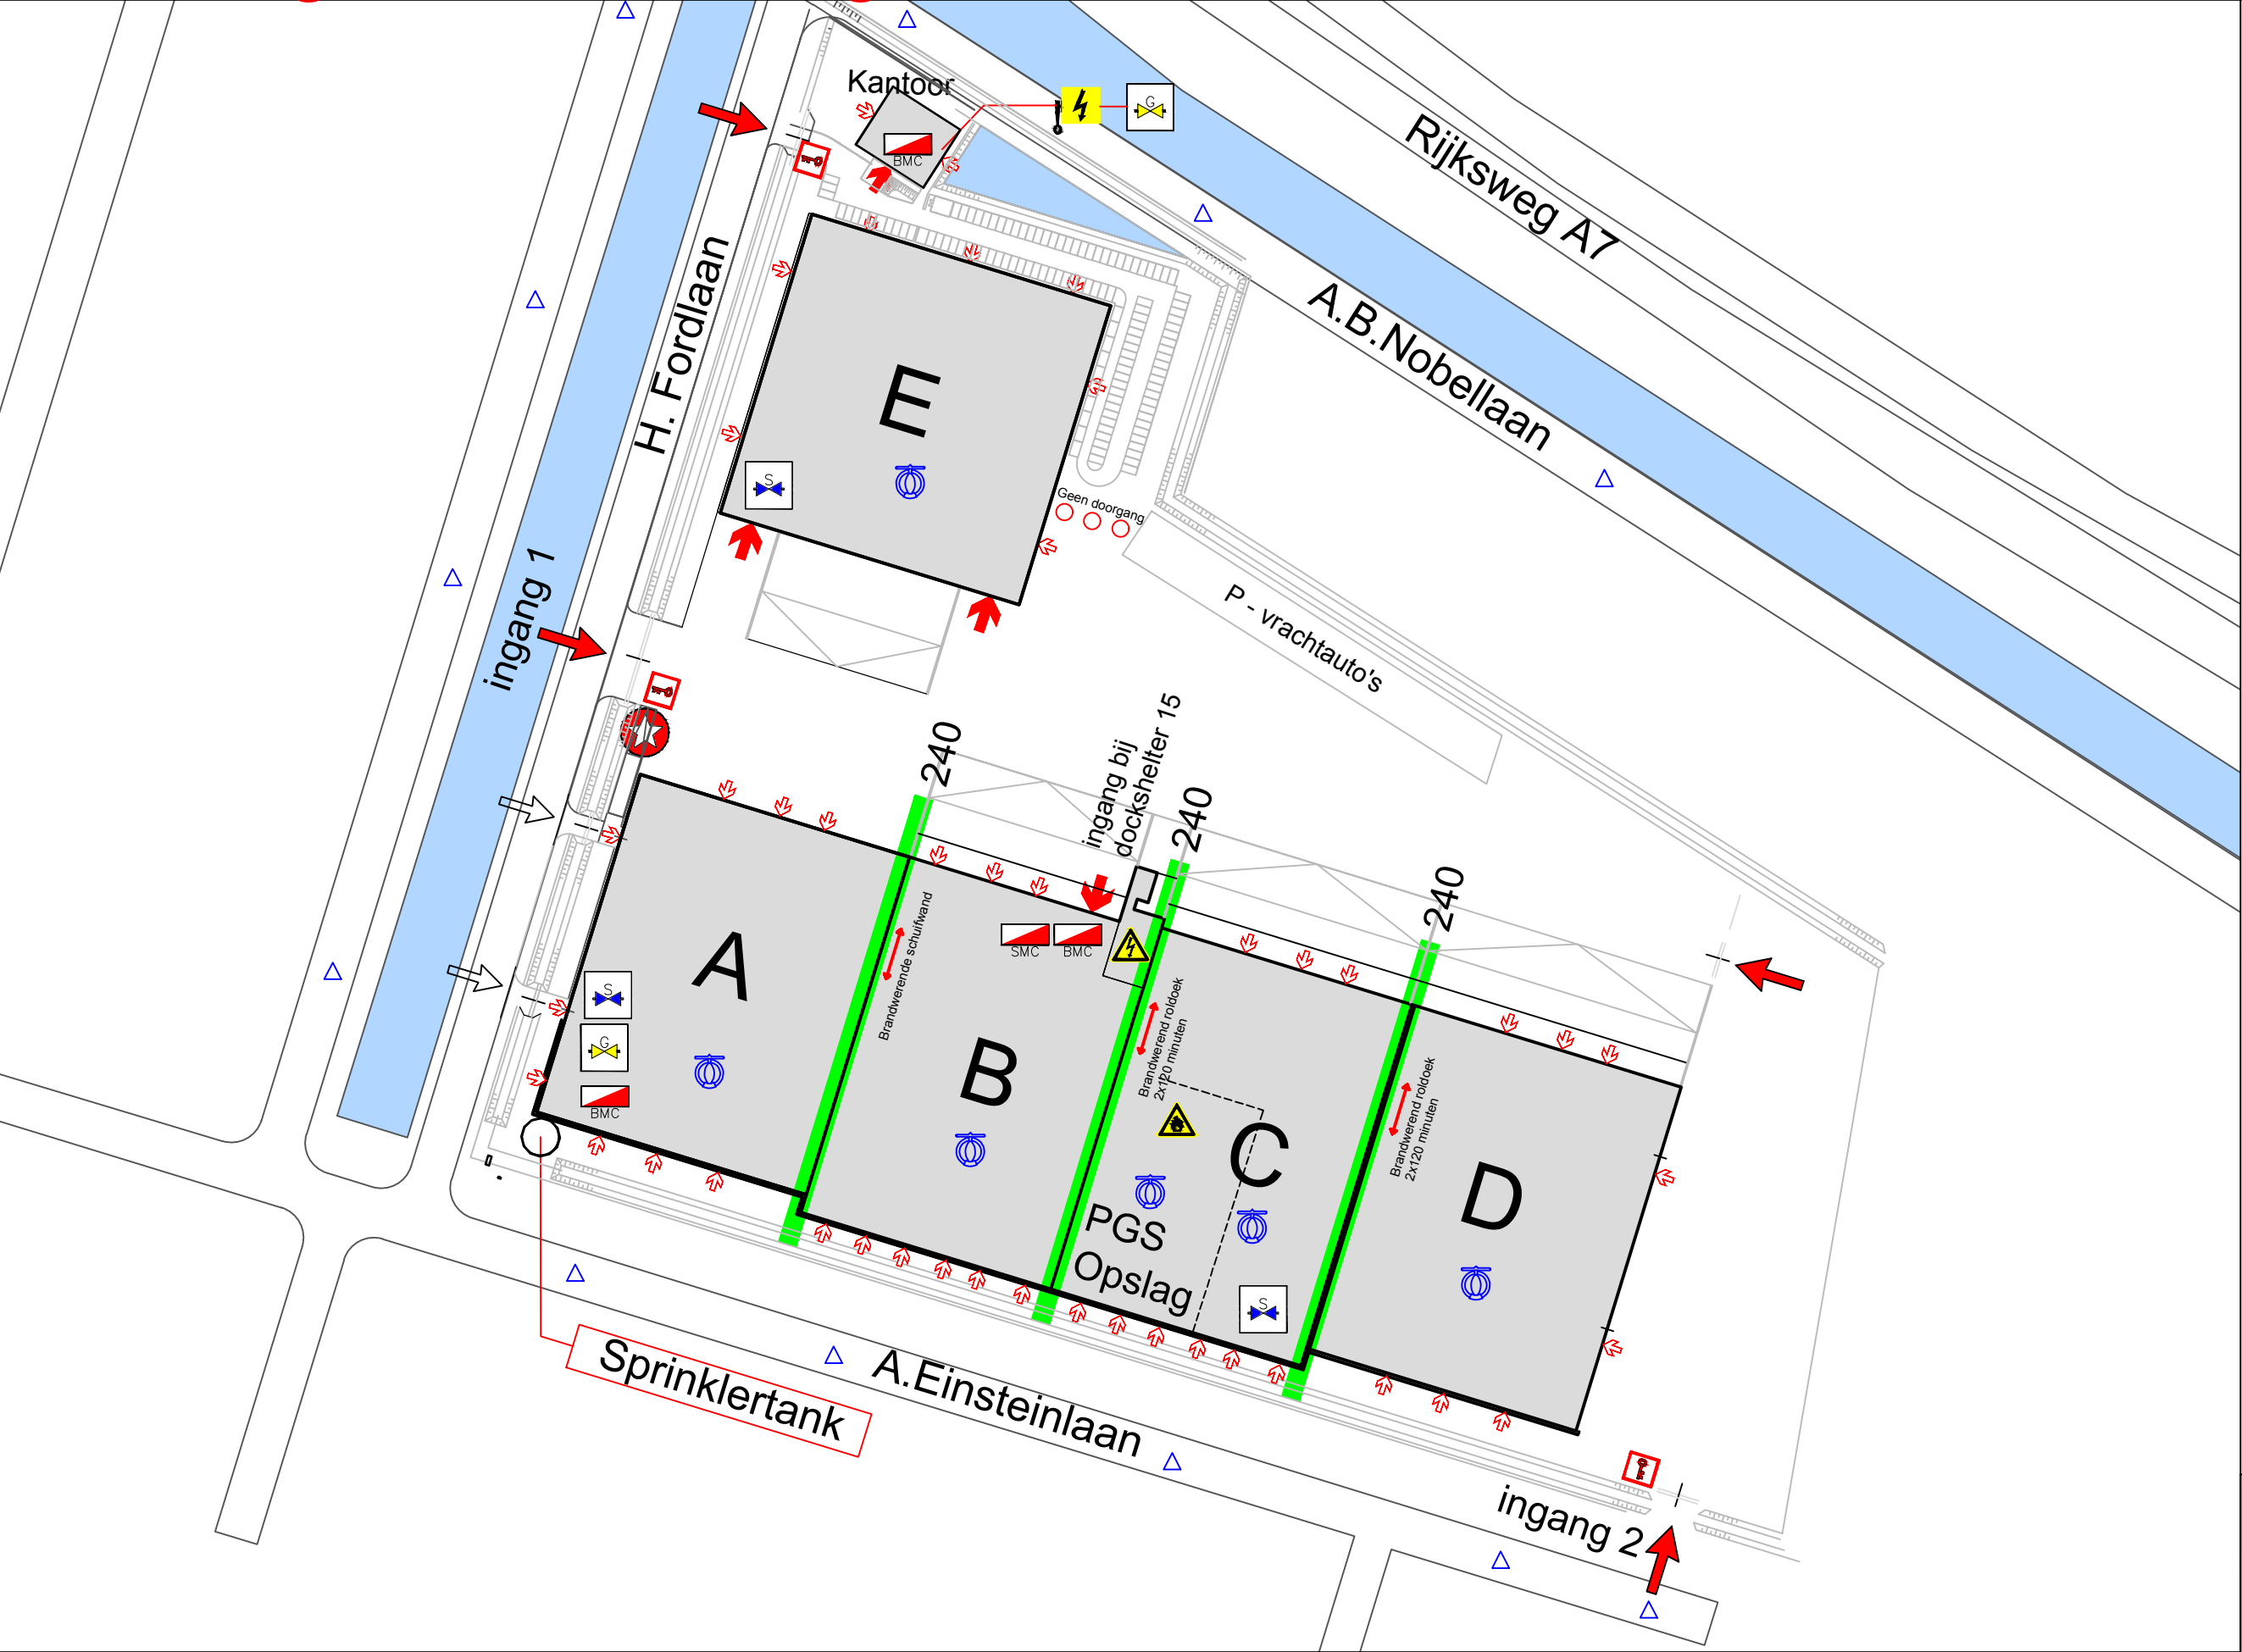 Kantoor
BMC
G
Rijksweg A7
A.B.Nobellaan
H. Fordlaan
E
S
Geen doorgang
P - vrachtauto's
ingang 1
240
ingang bij
dockshelter 15
240
240
A
S
G
BMC
Brandwerende schuifwand
SMC
BMC
B
Brandwerend roldoek
2x120 minuten
C
PGS
Opslag
S
Brandwerend roldoek
2x120 minuten
D
Sprinklertank
A.Einsteinlaan
ingang 2